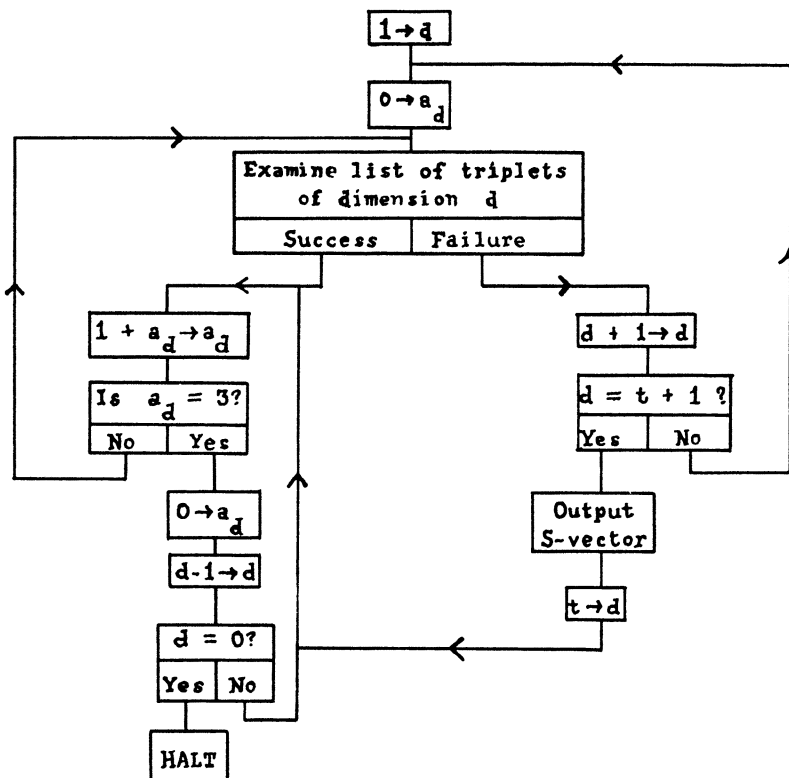 1→d
0→a_d
Examine list of triplets
of dimension d
Success Failure
1 + a_d→a_d
Is a_d = 3?
No Yes
0→a_d
d-1→d
d = 0?
Yes No
HALT
d + 1→d
d = t + 1 ?
Yes No
Output
S-vector
t→d